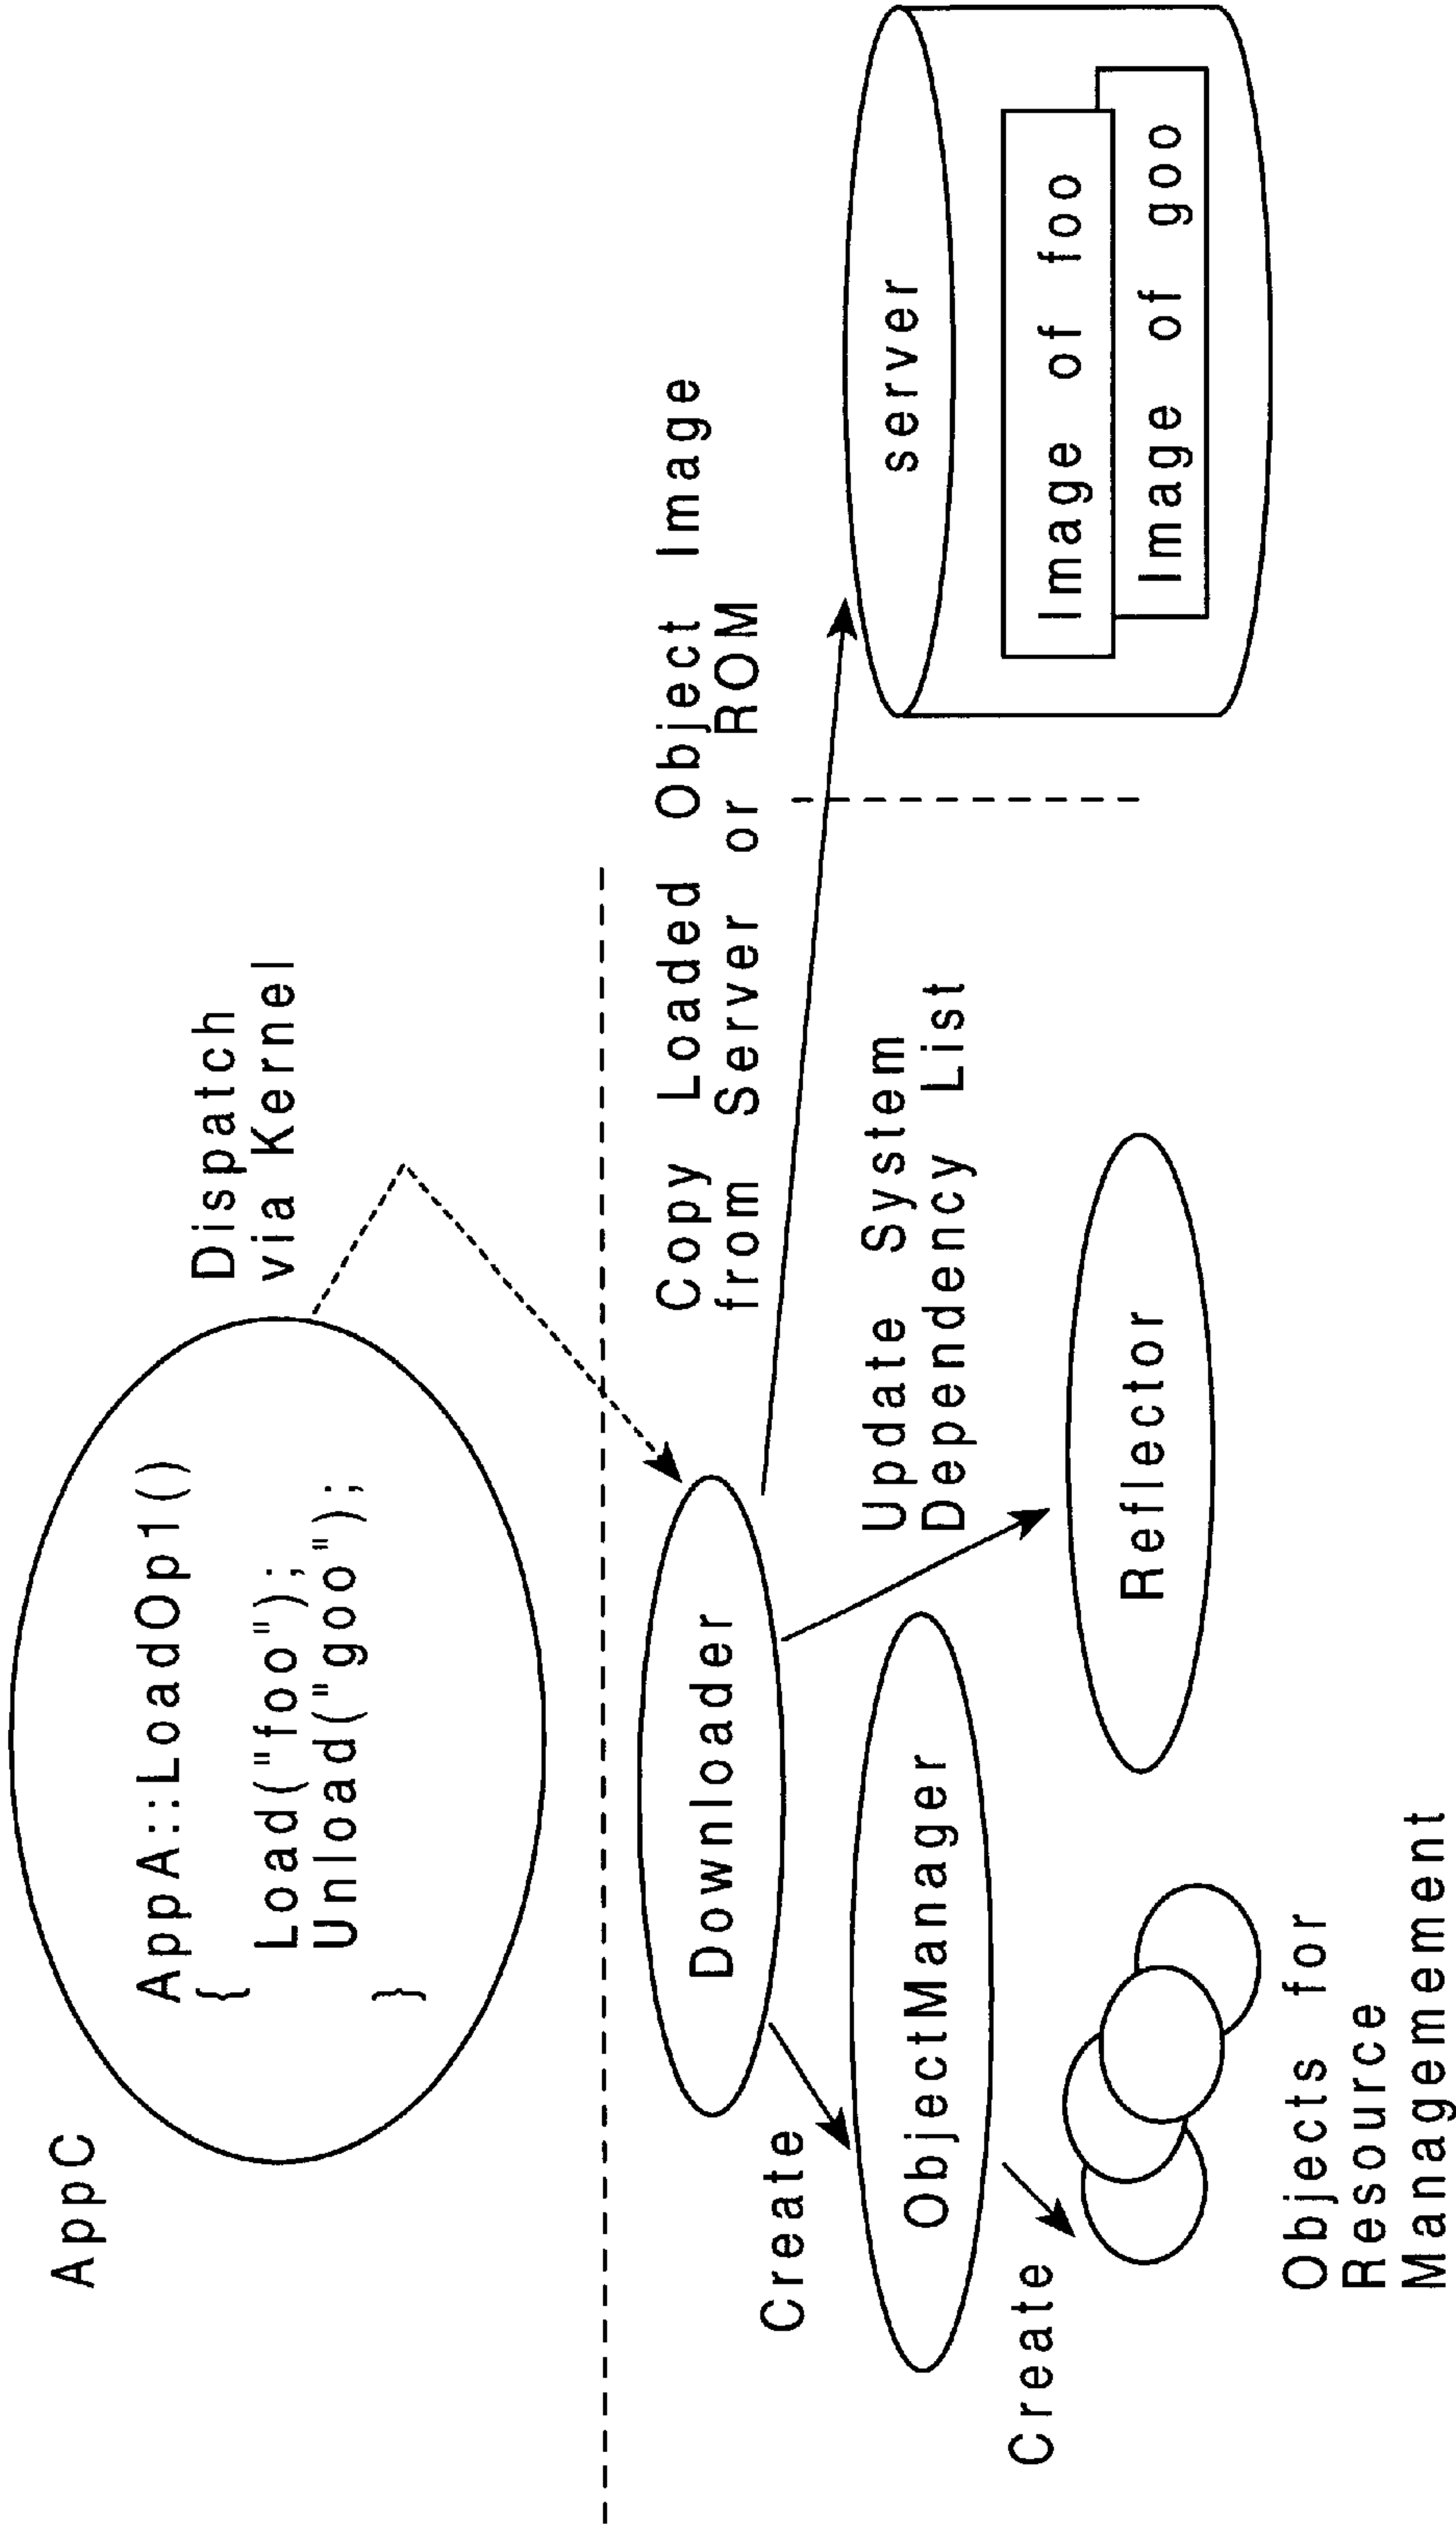 AppC
AppA::LoadOp1()
{
Load("foo");
Unload("goo");
}
Dispatch
via Kernel
Downloader
Copy Loaded Object Image
from Server or ROM
server
Image of foo
Image of goo
Create
ObjectManager
Update System
Dependency List
Reflector
Create
Objects for
Resource
Managemement